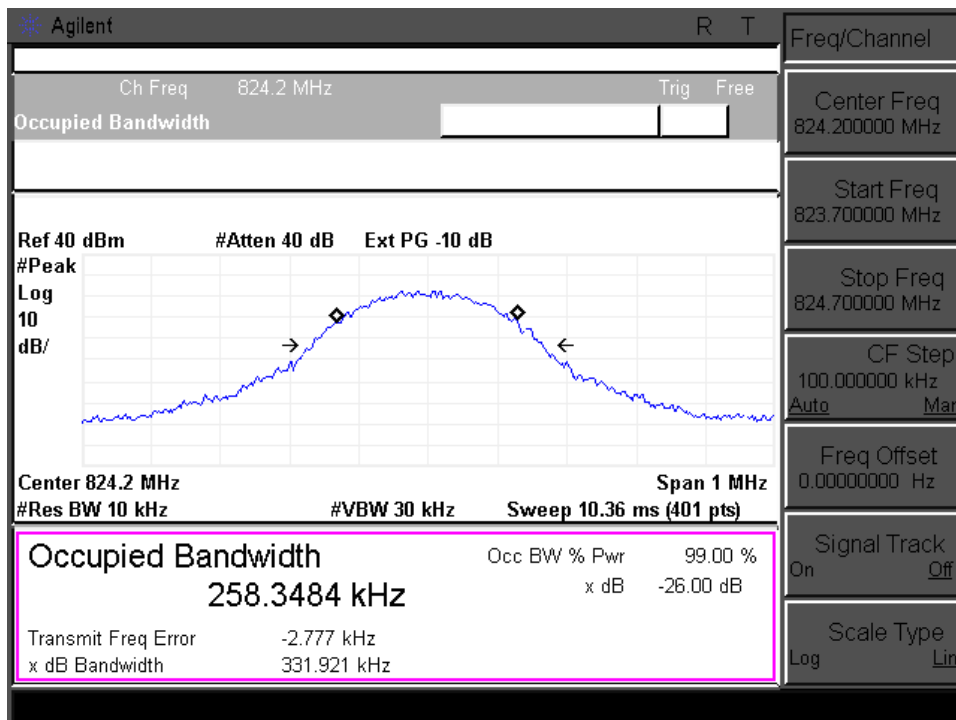 Agilent R T
Freq/Channel
Ch Freq 824.2 MHz Trig Free
Occupied Bandwidth
Center Freq
824.200000 MHz
Start Freq
823.700000 MHz
Stop Freq
824.700000 MHz
CF Step
100.000000 kHz
Auto Man
Freq Offset
0.00000000 Hz
Signal Track
On Off
Scale Type
Log Lin
Ref 40 dBm #Atten 40 dB Ext PG -10 dB
#Peak
Log
10
dB/
Center 824.2 MHz Span 1 MHz
#Res BW 10 kHz #VBW 30 kHz Sweep 10.36 ms (401 pts)
Occupied Bandwidth
258.3484 kHz
Occ BW % Pwr 99.00 %
x dB -26.00 dB
Transmit Freq Error -2.777 kHz
x dB Bandwidth 331.921 kHz